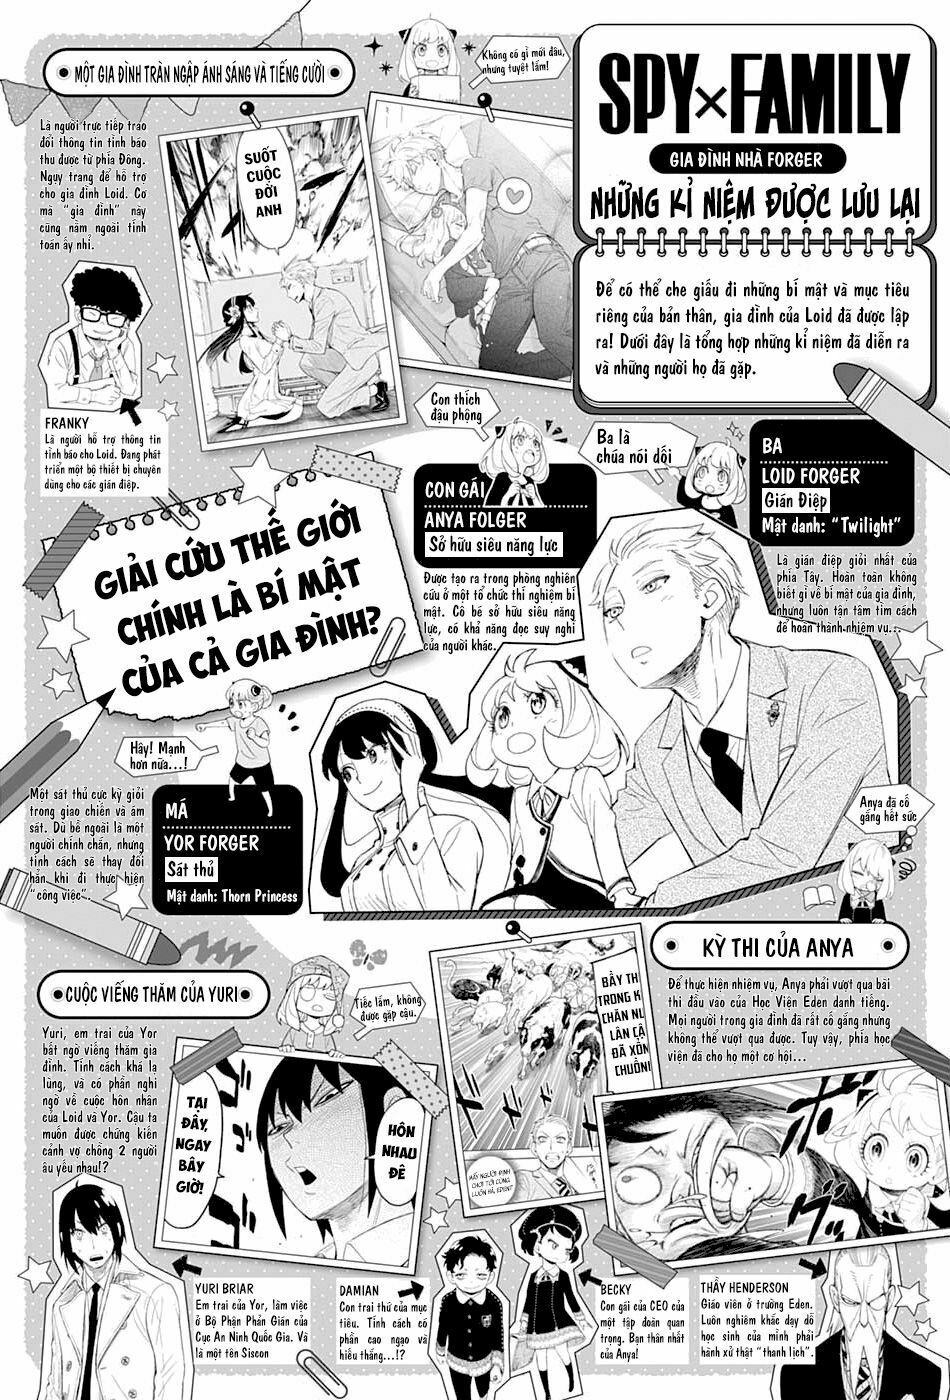 MỘT GIA ĐÌNH TRÀN NGẬP ÁNH SÁNG VÀ TIẾNG CƯỜI
Không có gì mới đâu,
nhưng tuyệt lắm!
SPY×FAMILY
GIA ĐÌNH NHÀ FORGER
NHỮNG KỈ NIỆM ĐƯỢC LƯU LẠI
Để có thể che giấu đi những bí mật và mục tiêu
riêng của bản thân, gia đình của Loid đã được lập
ra! Dưới đây là tổng hợp những kỉ niệm đã diễn ra
và những người họ đã gặp.
Là người trực tiếp trao
đổi thông tin tình báo
thu được từ phía Đông.
Ngụy trang để hỗ trợ
cho gia đình Loid. Cơ
mà “gia đình” này
cũng nằm ngoài tính
toán ấy nhỉ.
SUỐT
CUỘC
ĐỜI ANH
FRANKY
Là người hỗ trợ thông tin
tình báo cho Loid. Đang phát
triển một bộ thiết bị chuyên
dùng cho các gián điệp.
Con thích
đậu phộng
CON GÁI
ANYA FOLGER
Sở hữu siêu năng lực
Được tạo ra trong phòng nghiên
cứu ở một tổ chức thí nghiệm bí
mật. Cô bé sở hữu siêu năng
lực, có khả năng đọc suy nghĩ
của người khác.
Ba là
chúa nói dối
BA
LOID FORGER
Gián Điệp
Mật danh: “Twilight”
Là gián điệp giỏi nhất của
phía Tây. Hoàn toàn không
biết gì về bí mật của gia đình,
nhưng luôn tận tâm tìm cách
để hoàn thành nhiệm vụ...
GIẢI CỨU THẾ GIỚI
CHÍNH LÀ BÍ MẬT
CỦA CẢ GIA ĐÌNH?
Hây! Mạnh
hơn nữa...!
Một sát thủ cực kỳ giỏi
trong giao chiến và ám
sát. Dù bề ngoài là một
người chính chắn, nhưng
tính cách sẽ thay đổi
hẳn khi đi thực hiện
“công việc”.
MÁ
YOR FORGER
Sát thủ
Mật danh: Thorn Princess
Anya đã cố
gắng hết sức
KỲ THI CỦA ANYA
Để thực hiện nhiệm vụ, Anya phải vượt qua bài
thi đầu vào của Học Viện Eden danh tiếng.
Mọi người trong gia đình đã rất cố gắng nhưng
không thể vượt qua được. Tuy vậy, phía học
viện đã cho họ một cơ hội...
CUỘC VIẾNG THĂM CỦA YURI
Tiếc lắm, không
được gặp cậu.
Yuri, em trai của Yor
bất ngờ viếng thăm gia
đình. Tính cách khá lạ
lùng, và có phần nghi
ngờ về cuộc hôn nhân
của Loid và Yor. Cậu ta
muốn được chứng kiến
cảnh vợ chồng 2 người
âu yếu nhau!?
TẠI
ĐÂY,
NGAY
BÂY
GIỜ!
HÔN
NHAU
ĐÊ
BẦY TH
TRONG K
CHĂN NU
LÂN CẬ
ĐÃ XỔN
CHUỒN!
MẤY NGƯỜI ĐỊNH
CHƠI TỚI CÙNG
LUÔN HẢ, EDEN?
YURI BRIAR
Em trai của Yor, làm việc
ở Bộ Phận Phản Gián của
Cục An Ninh Quốc Gia. Và
là một tên Siscon
DAMIAN
Con trai thứ của mục
tiêu. Tính cách có
phần cao ngạo và
hiếu thắng...!?
BECKY
Con gái của CEO của
một tập đoàn quan
trọng. Bạn thân nhất
của Anya!
THẦY HENDERSON
Giáo viên ở trường Eden.
Luôn nghiêm khắc dạy dỗ
học sinh của mình phải
hành xử thật “thanh lịch”.